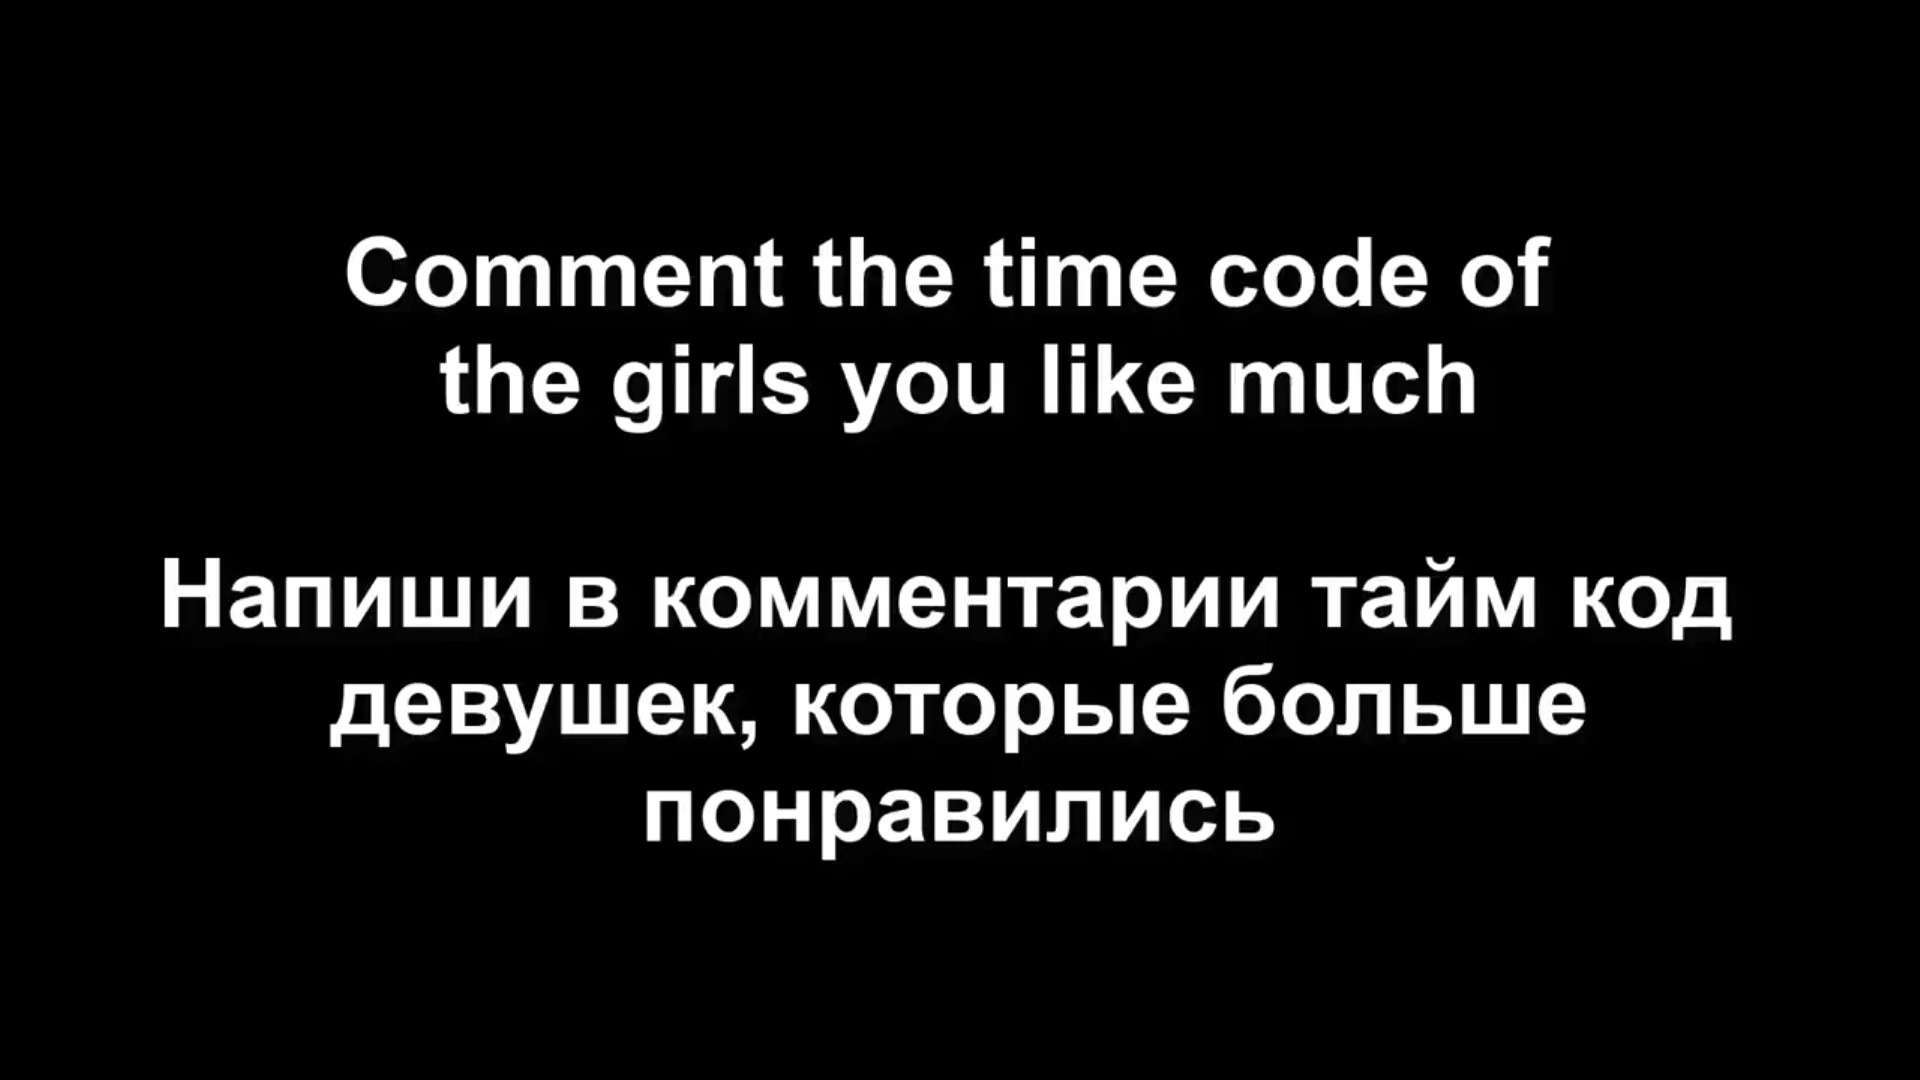 Comment the time code of
the girls you like much
Напиши в комментарии тайм код
девушек, которые больше
понравились